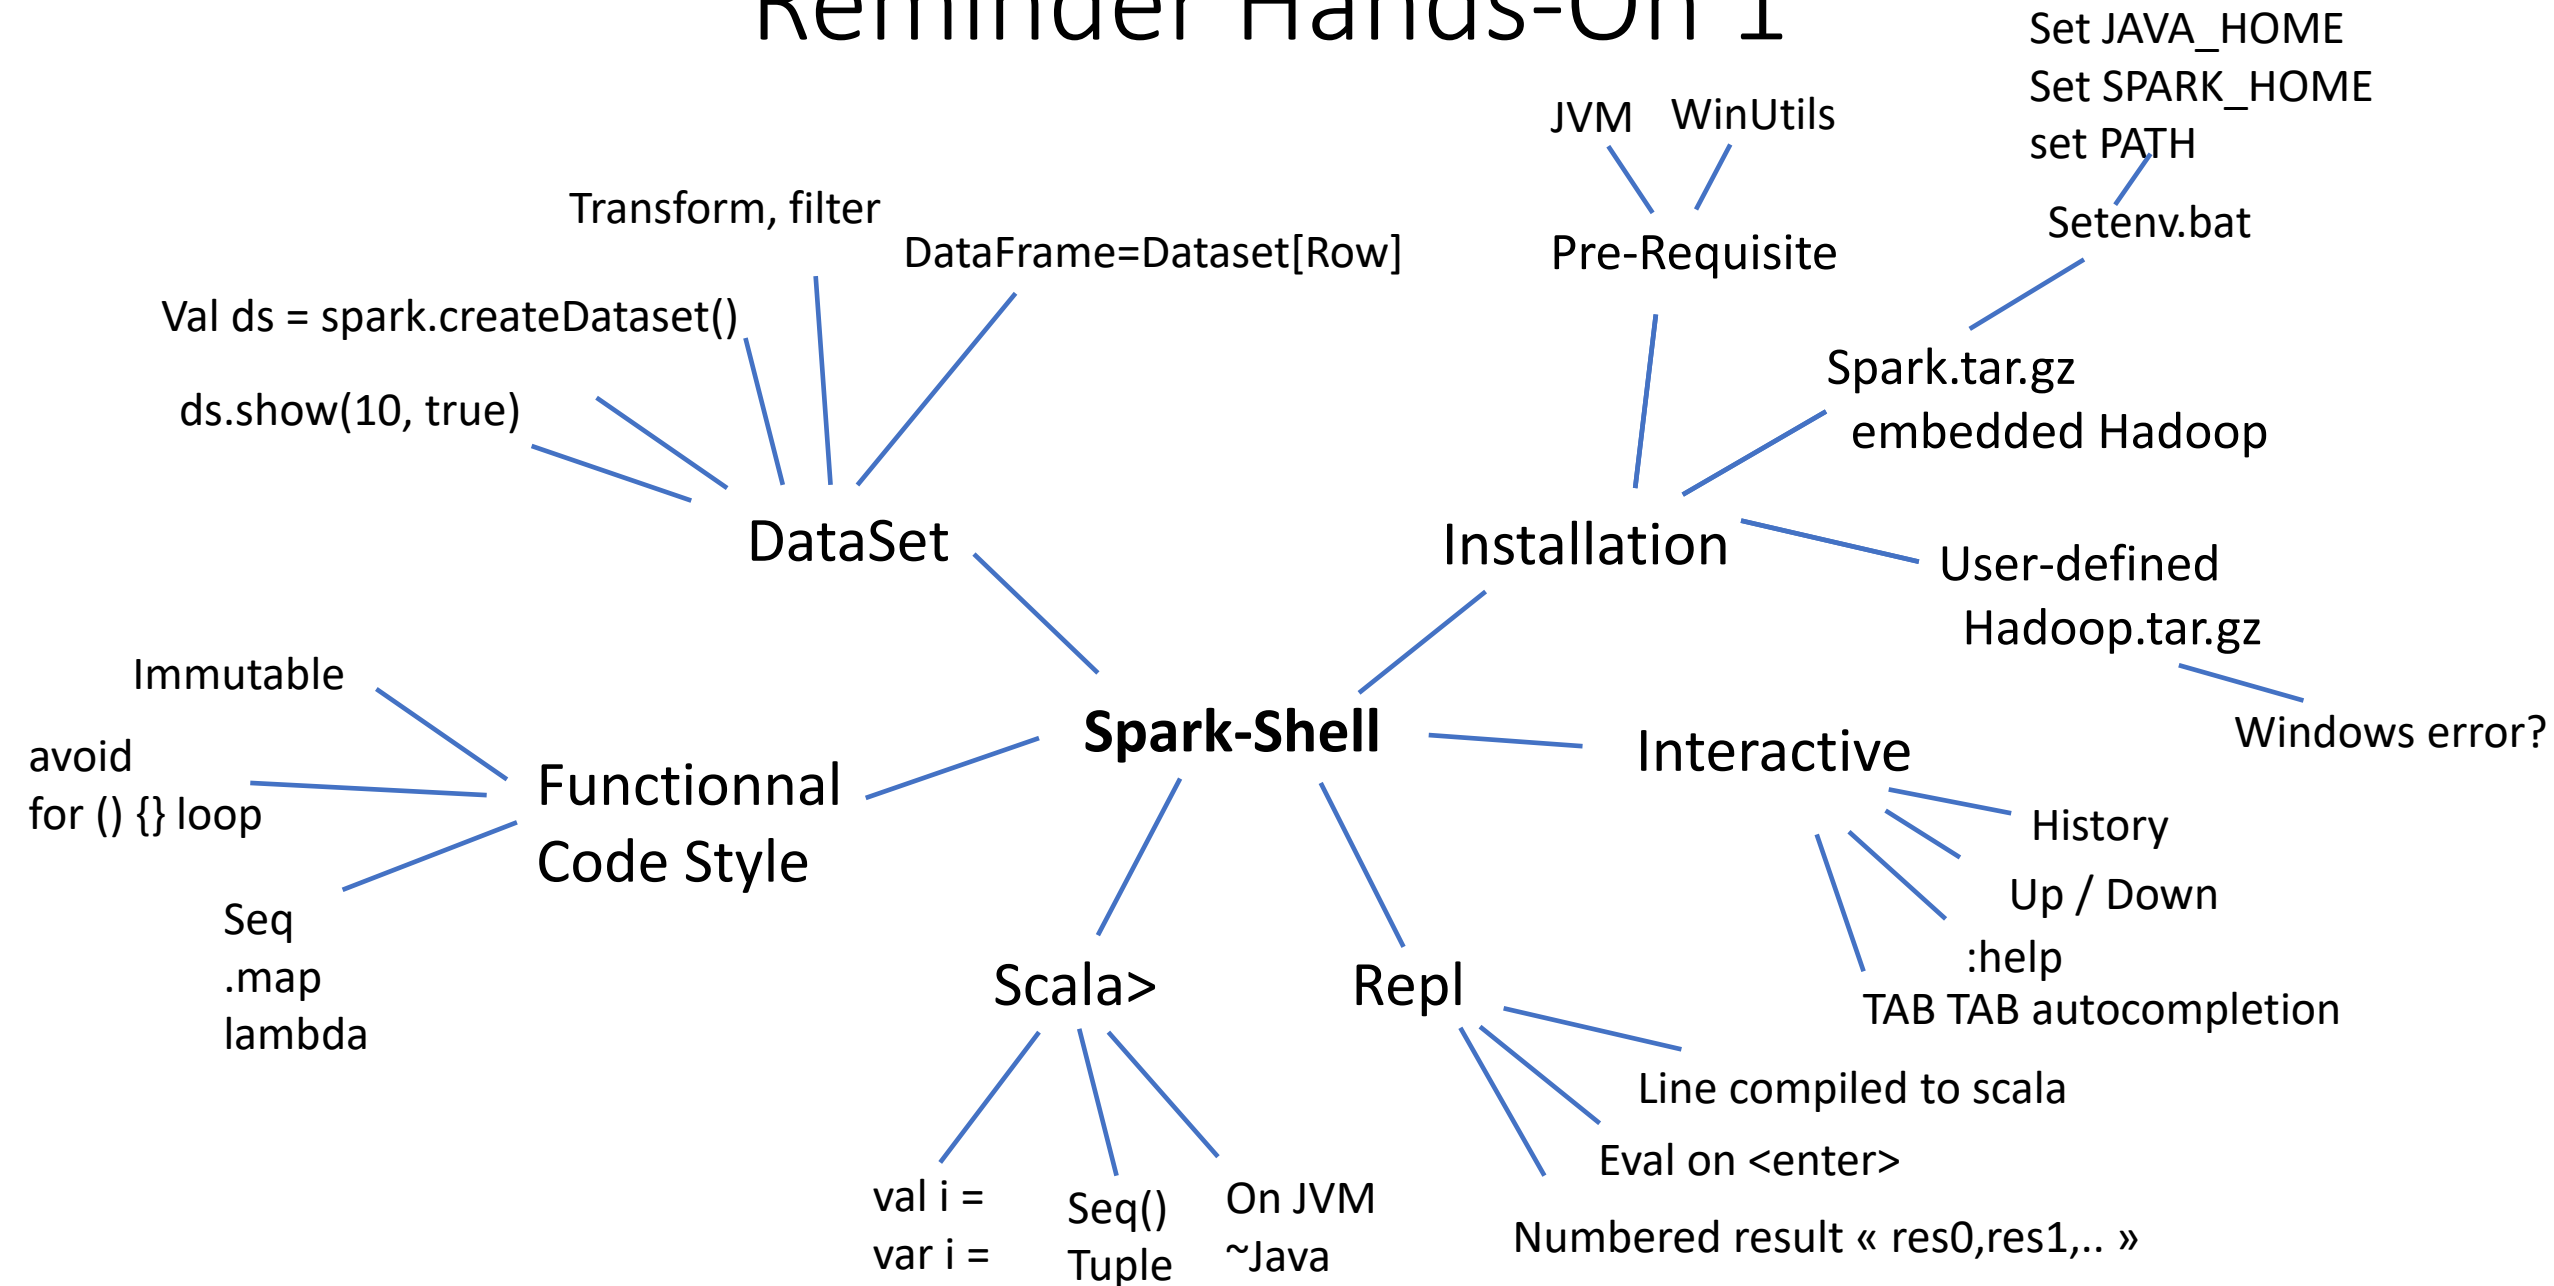 Reminder Hands-On 1
Set JAVA_HOME
Set SPARK_HOME
set PATH
JVM
WinUtils
Setenv.bat
Pre-Requisite
Transform, filter
DataFrame=Dataset[Row]
Val ds = spark.createDataset()
ds.show(10, true)
Spark.tar.gz
embedded Hadoop
DataSet
Installation
User-defined
Hadoop.tar.gz
Windows error?
Immutable
avoid
for () {} loop
Seq
.map
lambda
Functionnal
Code Style
Spark-Shell
Interactive
History
Up / Down
:help
TAB TAB autocompletion
Scala>
Repl
Line compiled to scala
Eval on <enter>
Numbered result « res0,res1,.. »
val i =
var i =
Seq()
Tuple
On JVM
~Java